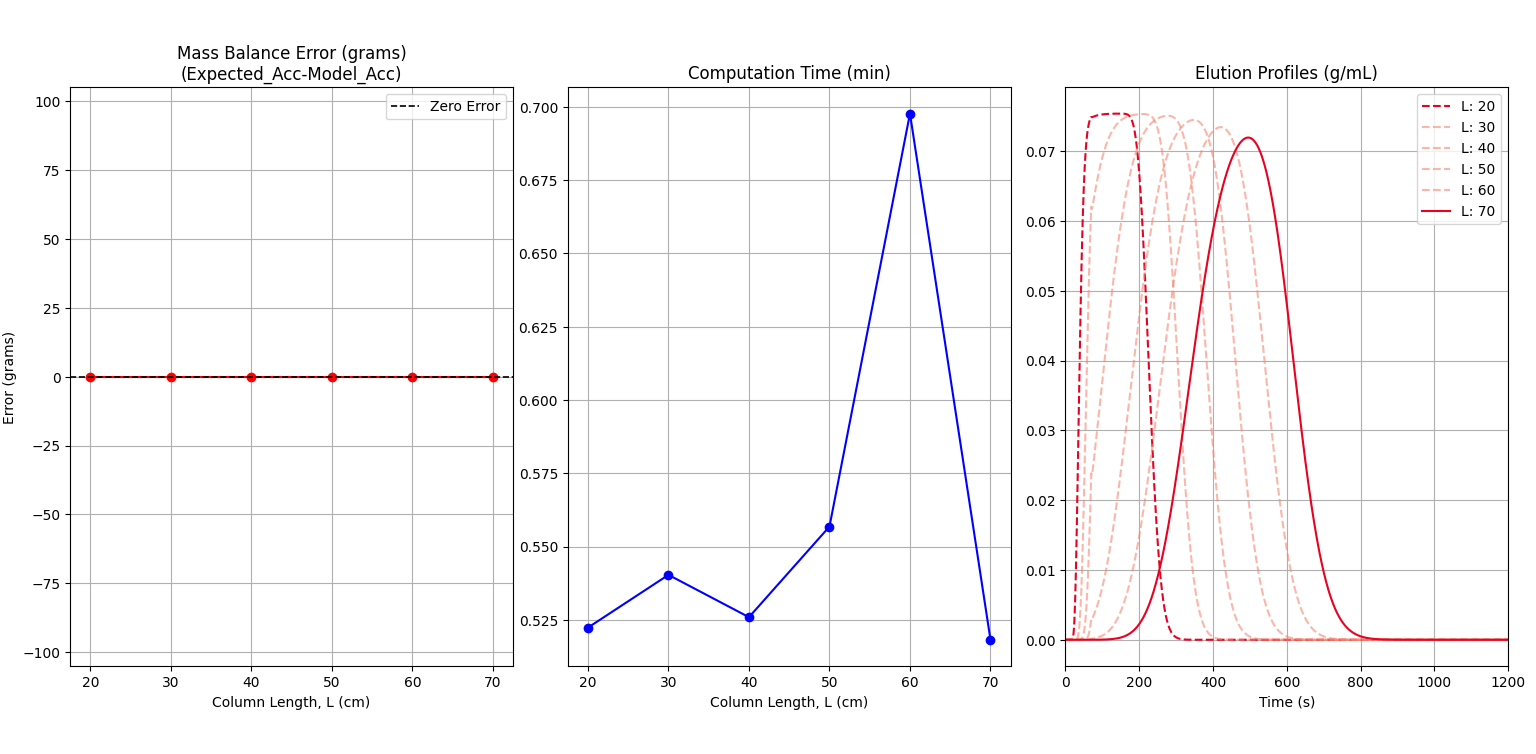 Mass Balance Error (grams)
(Expected_Acc-Model_Acc)
Zero Error
100
75
50
25
0
−25
−50
−75
−100
Error (grams)
20 30 40 50 60 70
Column Length, L (cm)
Computation Time (min)
0.700
0.675
0.650
0.625
0.600
0.575
0.550
0.525
20 30 40 50 60 70
Column Length, L (cm)
Elution Profiles (g/mL)
L: 20
L: 30
L: 40
L: 50
L: 60
L: 70
0.07
0.06
0.05
0.04
0.03
0.02
0.01
0.00
0 200 400 600 800 1000 1200
Time (s)